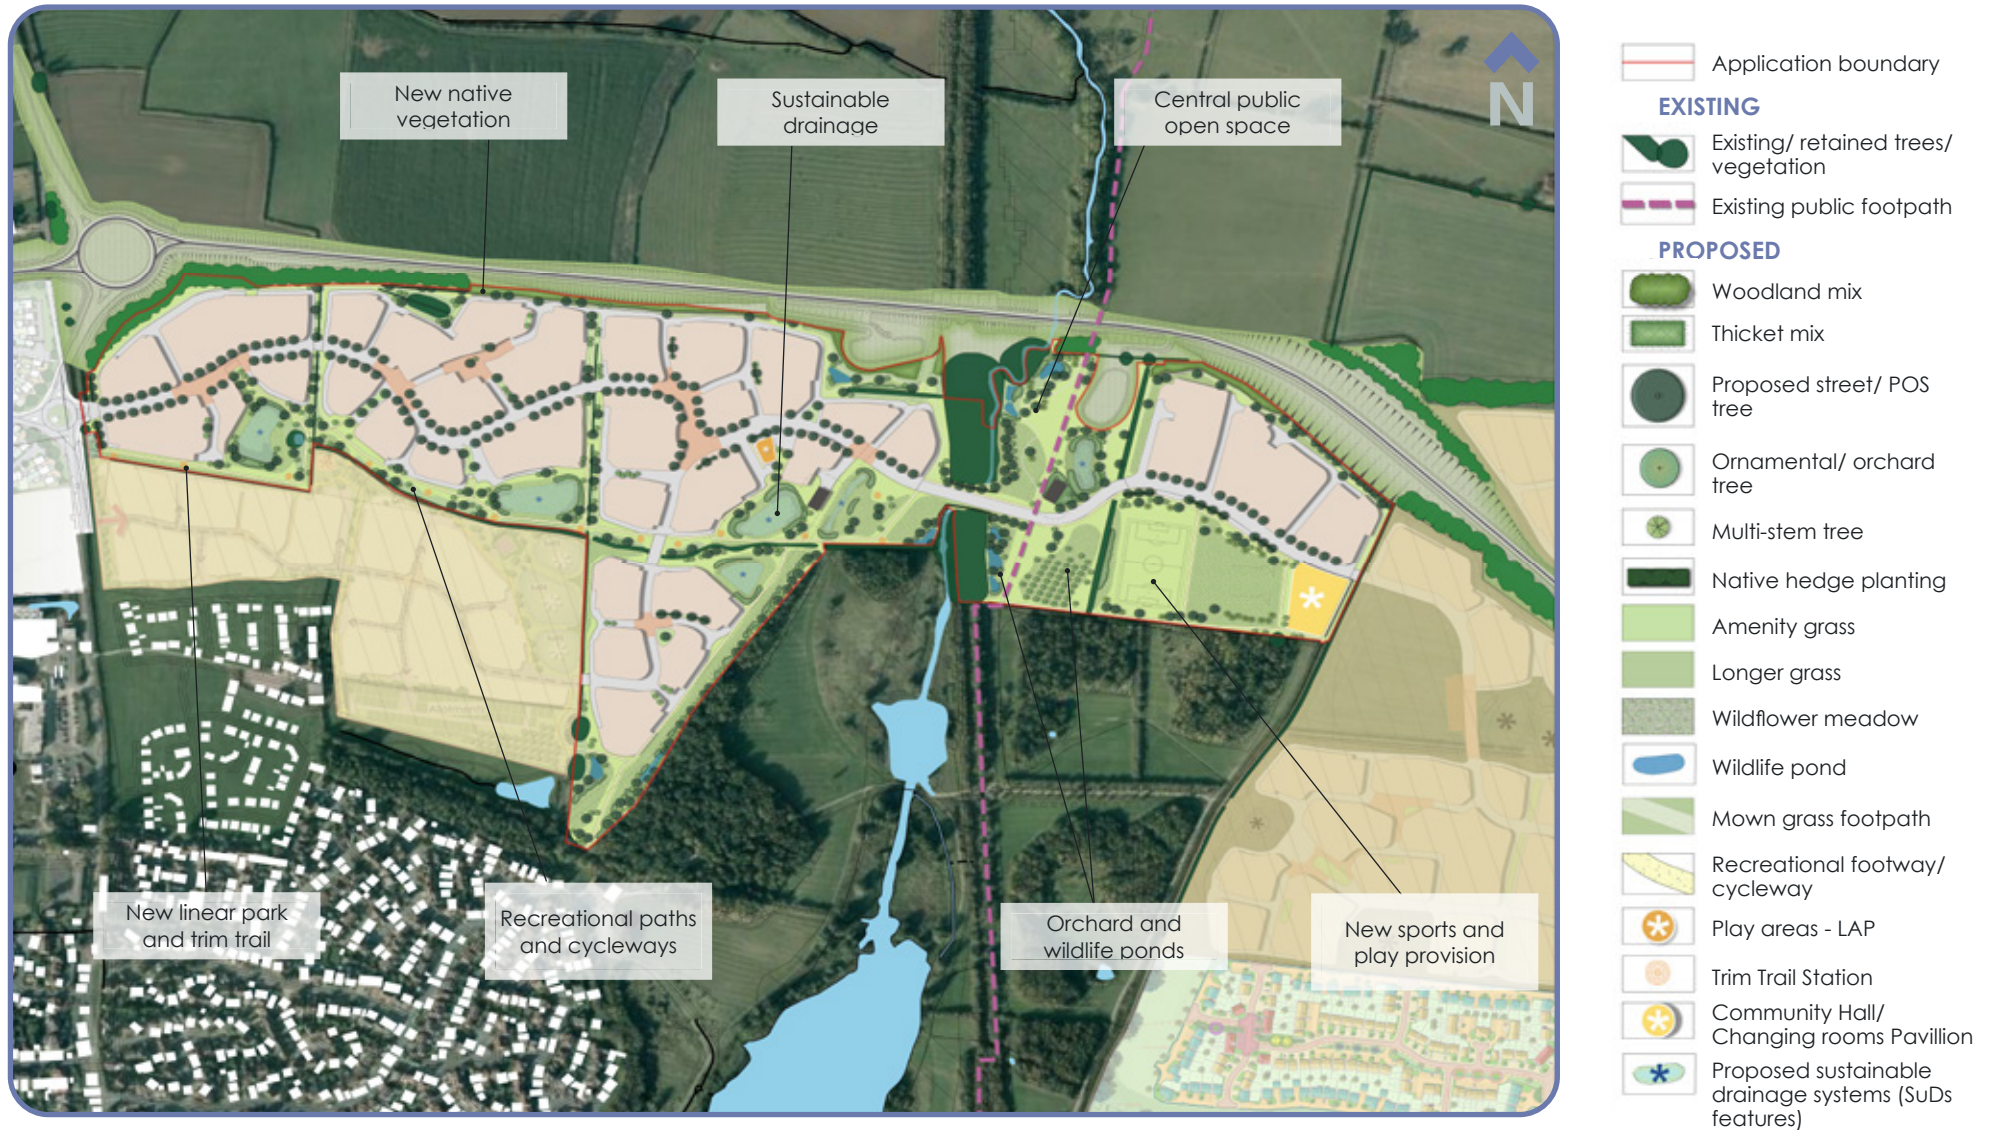 New native
vegetation
Sustainable
drainage
Central public
open space
N
New linear park
and trim trail
Recreational paths
and cycleways
Orchard and
wildlife ponds
New sports and
play provision
Application boundary
EXISTING
Existing/ retained trees/
vegetation
Existing public footpath
PROPOSED
Woodland mix
Thicket mix
Proposed street/ POS
tree
Ornamental/ orchard
tree
Multi-stem tree
Native hedge planting
Amenity grass
Longer grass
Wildflower meadow
Wildlife pond
Mown grass footpath
Recreational footway/
cycleway
Play areas - LAP
Trim Trail Station
Community Hall/
Changing rooms Pavillion
Proposed sustainable
drainage systems (SuDs
features)